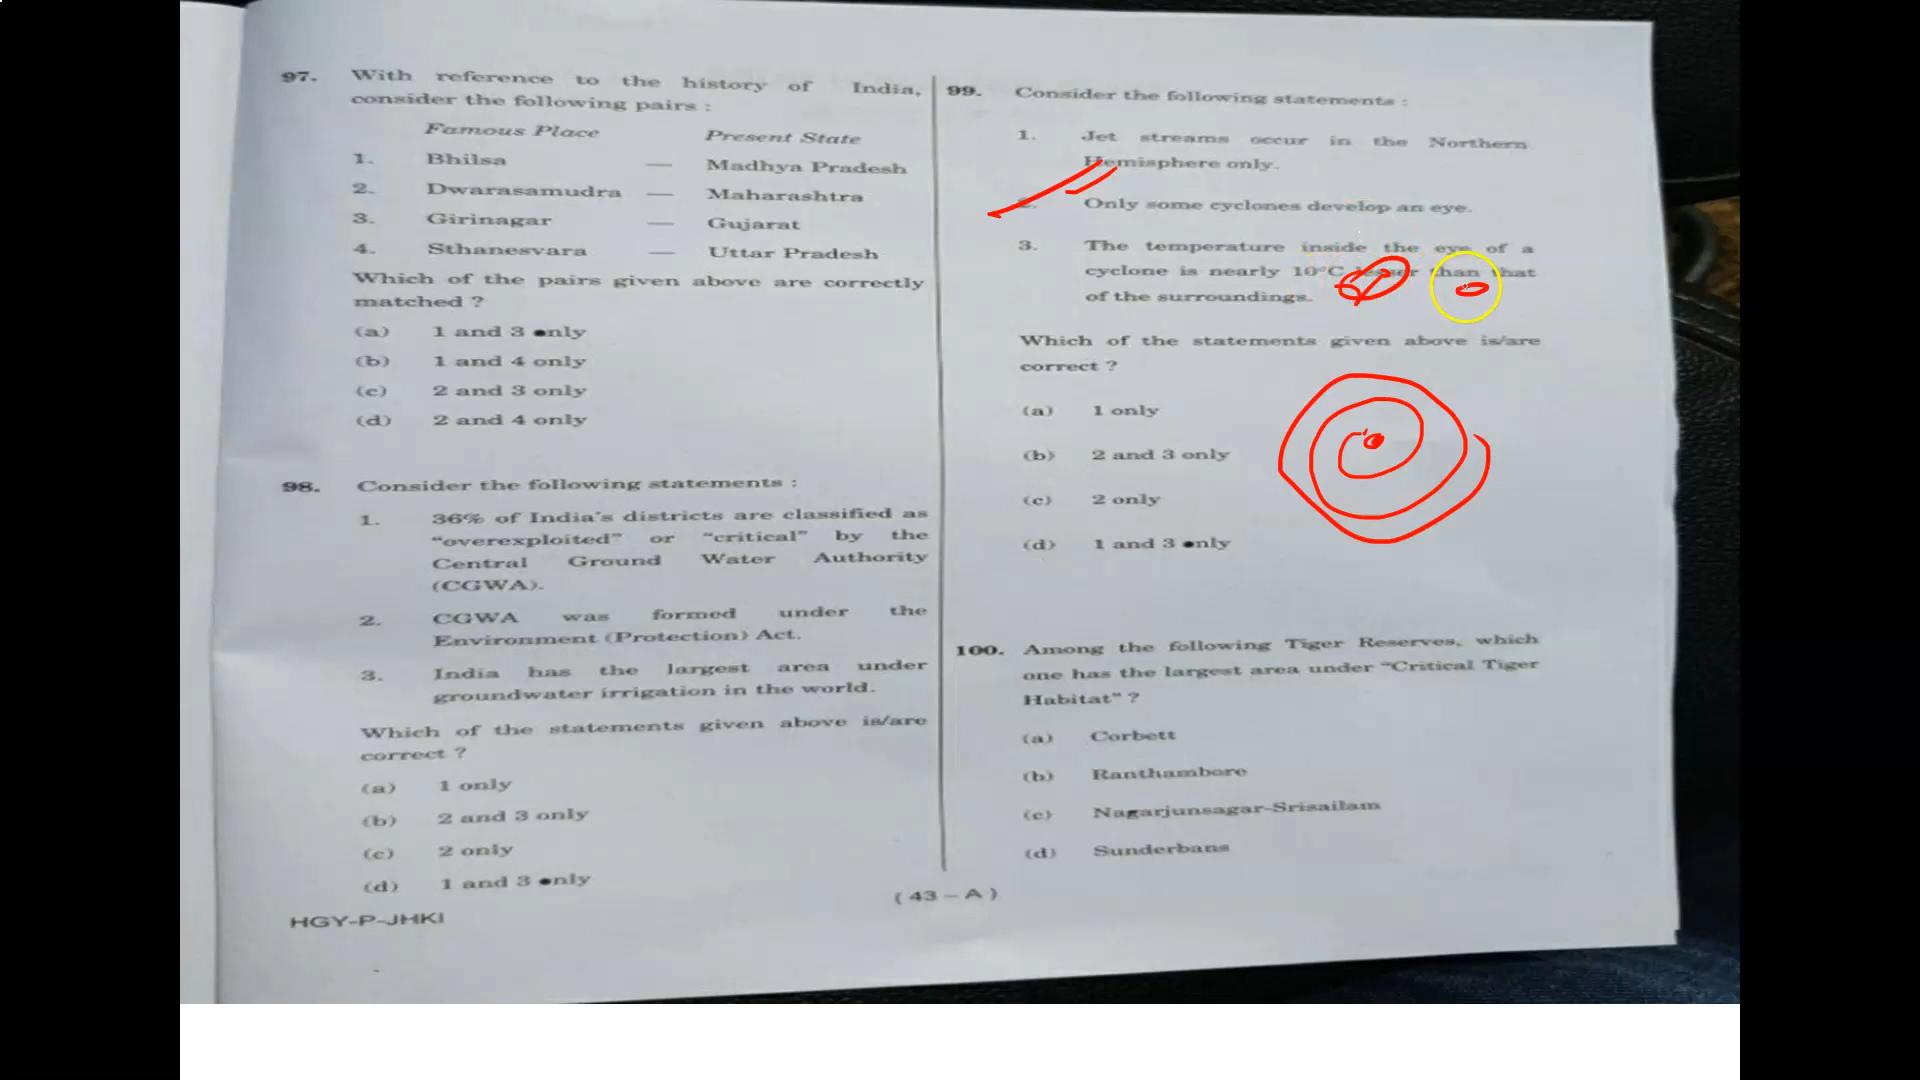 97. With reference to the history of India,
consider the following pairs :
Famous Place Present State
1. Bhilsa — Madhya Pradesh
2. Dwarasamudra — Maharashtra
3. Girinagar — Gujarat
4. Sthanesvara — Uttar Pradesh
Which of the pairs given above are correctly
matched ?
(a) 1 and 3 only
(b) 1 and 4 only
(c) 2 and 3 only
(d) 2 and 4 only
98. Consider the following statements :
1. 36% of India's districts are classified as
"overexploited" or "critical" by the
Central Ground Water Authority
(CGWA).
2. CGWA was formed under the
Environment (Protection) Act.
3. India has the largest area under
groundwater irrigation in the world.
Which of the statements given above is/are
correct ?
(a) 1 only
(b) 2 and 3 only
(c) 2 only
(d) 1 and 3 only
HGY-P-JHKI
99. Consider the following statements :
1. Jet streams occur in the Northern
Hemisphere only.
2. Only some cyclones develop an eye.
3. The temperature inside the eye of a
cyclone is nearly 10°C lesser than that
of the surroundings.
Which of the statements given above is/are
correct ?
(a) 1 only
(b) 2 and 3 only
(c) 2 only
(d) 1 and 3 only
100. Among the following Tiger Reserves, which
one has the largest area under "Critical Tiger
Habitat" ?
(a) Corbett
(b) Ranthambore
(c) Nagarjunsagar-Srisailam
(d) Sunderbans
( 43 – A )